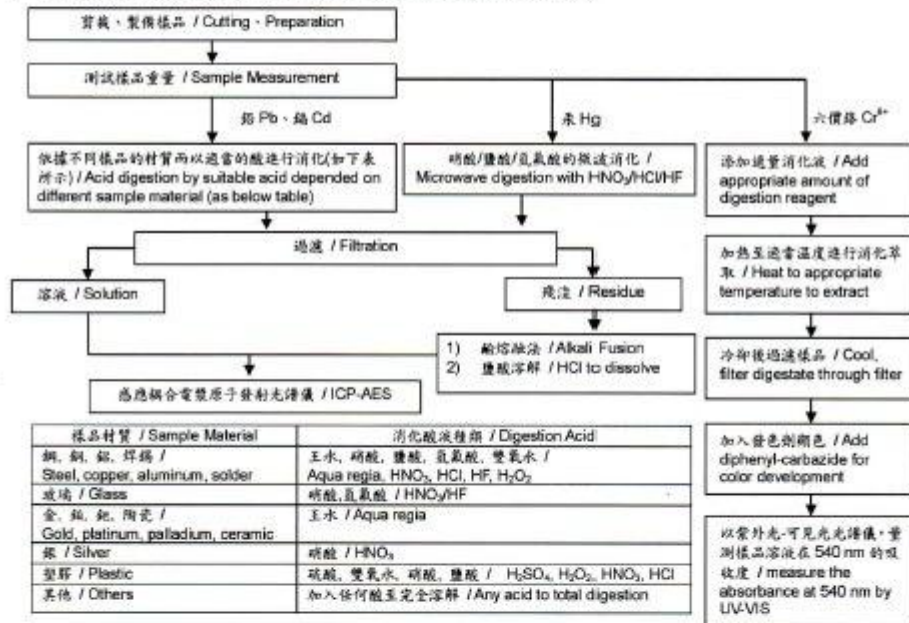 剪裁、製備樣品 / Cutting、Preparation
測試樣品重量 / Sample Measurement
鉛 Pb、鎘 Cd
汞 Hg
六價鉻 Cr⁶⁺
依據不同樣品的材質而以適當的酸進行消化(如下表
所示) / Acid digestion by suitable acid depended on
different sample material (as below table)
硝酸/鹽酸/氫氟酸的微波消化 /
Microwave digestion with HNO₃/HCl/HF
添加適量消化液 / Add
appropriate amount of
digestion reagent
過濾 / Filtration
加熱至適當溫度進行消化萃
取 / Heat to appropriate
temperature to extract
溶液 / Solution
殘渣 / Residue
1) 鹼熔融法 / Alkali Fusion
2) 鹽酸溶解 / HCl to dissolve
冷卻後過濾樣品 / Cool,
filter digestate through filter
感應耦合電漿原子發射光譜儀 / ICP-AES
加入發色劑顯色 / Add
diphenyl-carbazide for
color development
以紫外光-可見光光譜儀，量
測樣品溶液在 540 nm 的吸
收度 / measure the
absorbance at 540 nm by
UV-VIS
樣品材質 / Sample Material 消化酸液種類 / Digestion Acid
鋼, 銅, 鋁, 焊錫 / 王水, 硝酸, 鹽酸, 氫氟酸, 雙氧水 /
Steel, copper, aluminum, solder Aqua regia, HNO₃, HCl, HF, H₂O₂
玻璃 / Glass 硝酸,氫氟酸 / HNO₃/HF
金, 鉑, 鈀, 陶瓷 / 王水 / Aqua regia
Gold, platinum, palladium, ceramic
銀 / Silver 硝酸 / HNO₃
塑膠 / Plastic 硫酸, 雙氧水, 硝酸, 鹽酸 / H₂SO₄, H₂O₂, HNO₃, HCl
其他 / Others 加入任何酸至完全溶解 / Any acid to total digestion